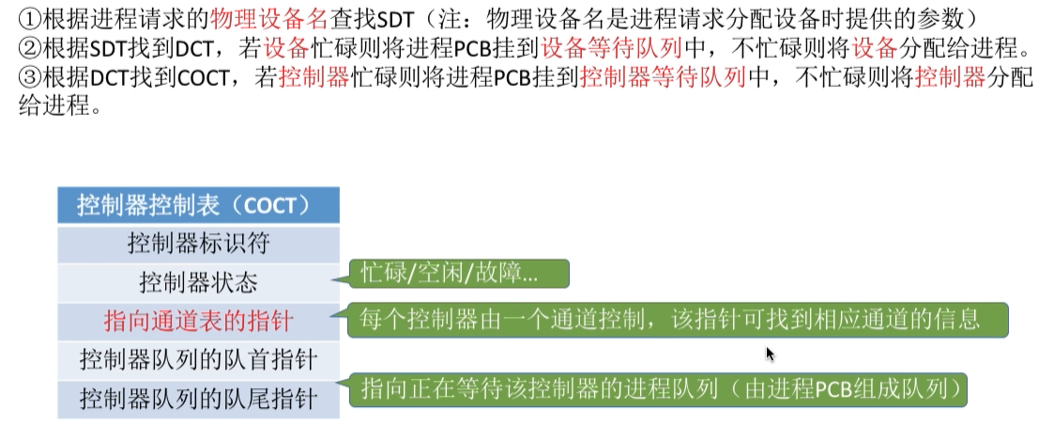 ①根据进程请求的物理设备名查找SDT（注：物理设备名是进程请求分配设备时提供的参数）
②根据SDT找到DCT，若设备忙碌则将进程PCB挂到设备等待队列中，不忙碌则将设备分配给进程。
③根据DCT找到COCT，若控制器忙碌则将进程PCB挂到控制器等待队列中，不忙碌则将控制器分配
给进程。
控制器控制表（COCT）
控制器标识符
控制器状态
忙碌/空闲/故障...
指向通道表的指针
每个控制器由一个通道控制，该指针可找到相应通道的信息
控制器队列的队首指针
控制器队列的队尾指针
指向正在等待该控制器的进程队列（由进程PCB组成队列）